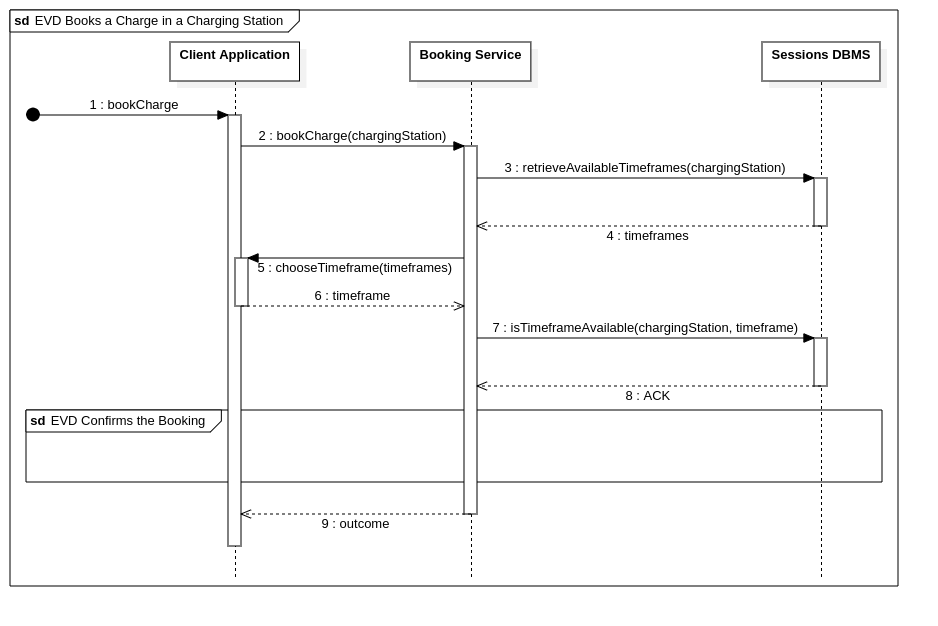 sd EVD Books a Charge in a Charging Station
Client Application
Booking Service
Sessions DBMS
1 : bookCharge
2 : bookCharge(chargingStation)
3 : retrieveAvailableTimeframes(chargingStation)
4 : timeframes
5 : chooseTimeframe(timeframes)
6 : timeframe
7 : isTimeframeAvailable(chargingStation, timeframe)
8 : ACK
sd EVD Confirms the Booking
9 : outcome